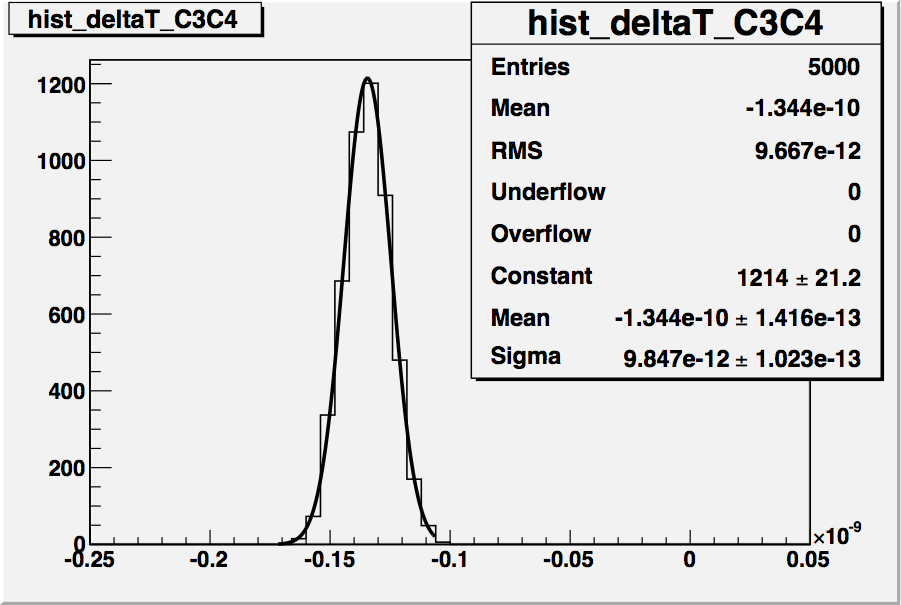 hist_deltaT_C3C4
hist_deltaT_C3C4
Entries 5000
Mean -1.344e-10
RMS 9.667e-12
Underflow 0
Overflow 0
Constant 1214 ± 21.2
Mean -1.344e-10 ± 1.416e-13
Sigma 9.847e-12 ± 1.023e-13
1200
1000
800
600
400
200
0
-0.25 -0.2 -0.15 -0.1 -0.05 0 0.05
×10⁻⁹